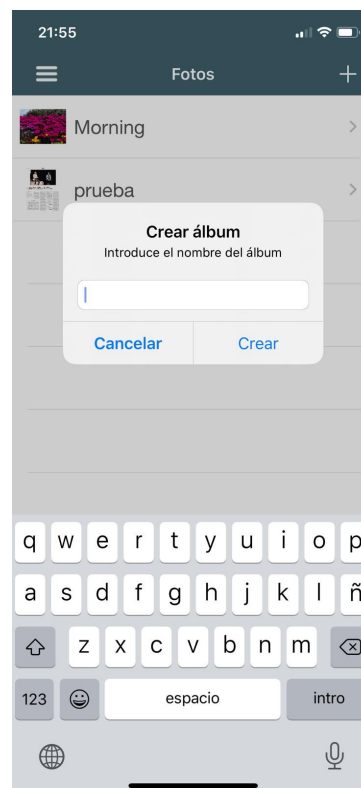 21:55
Fotos
Morning
prueba
Crear álbum
Introduce el nombre del álbum
Cancelar
Crear
q w e r t y u i o p
a s d f g h j k l ñ
z x c v b n m
123 espacio intro